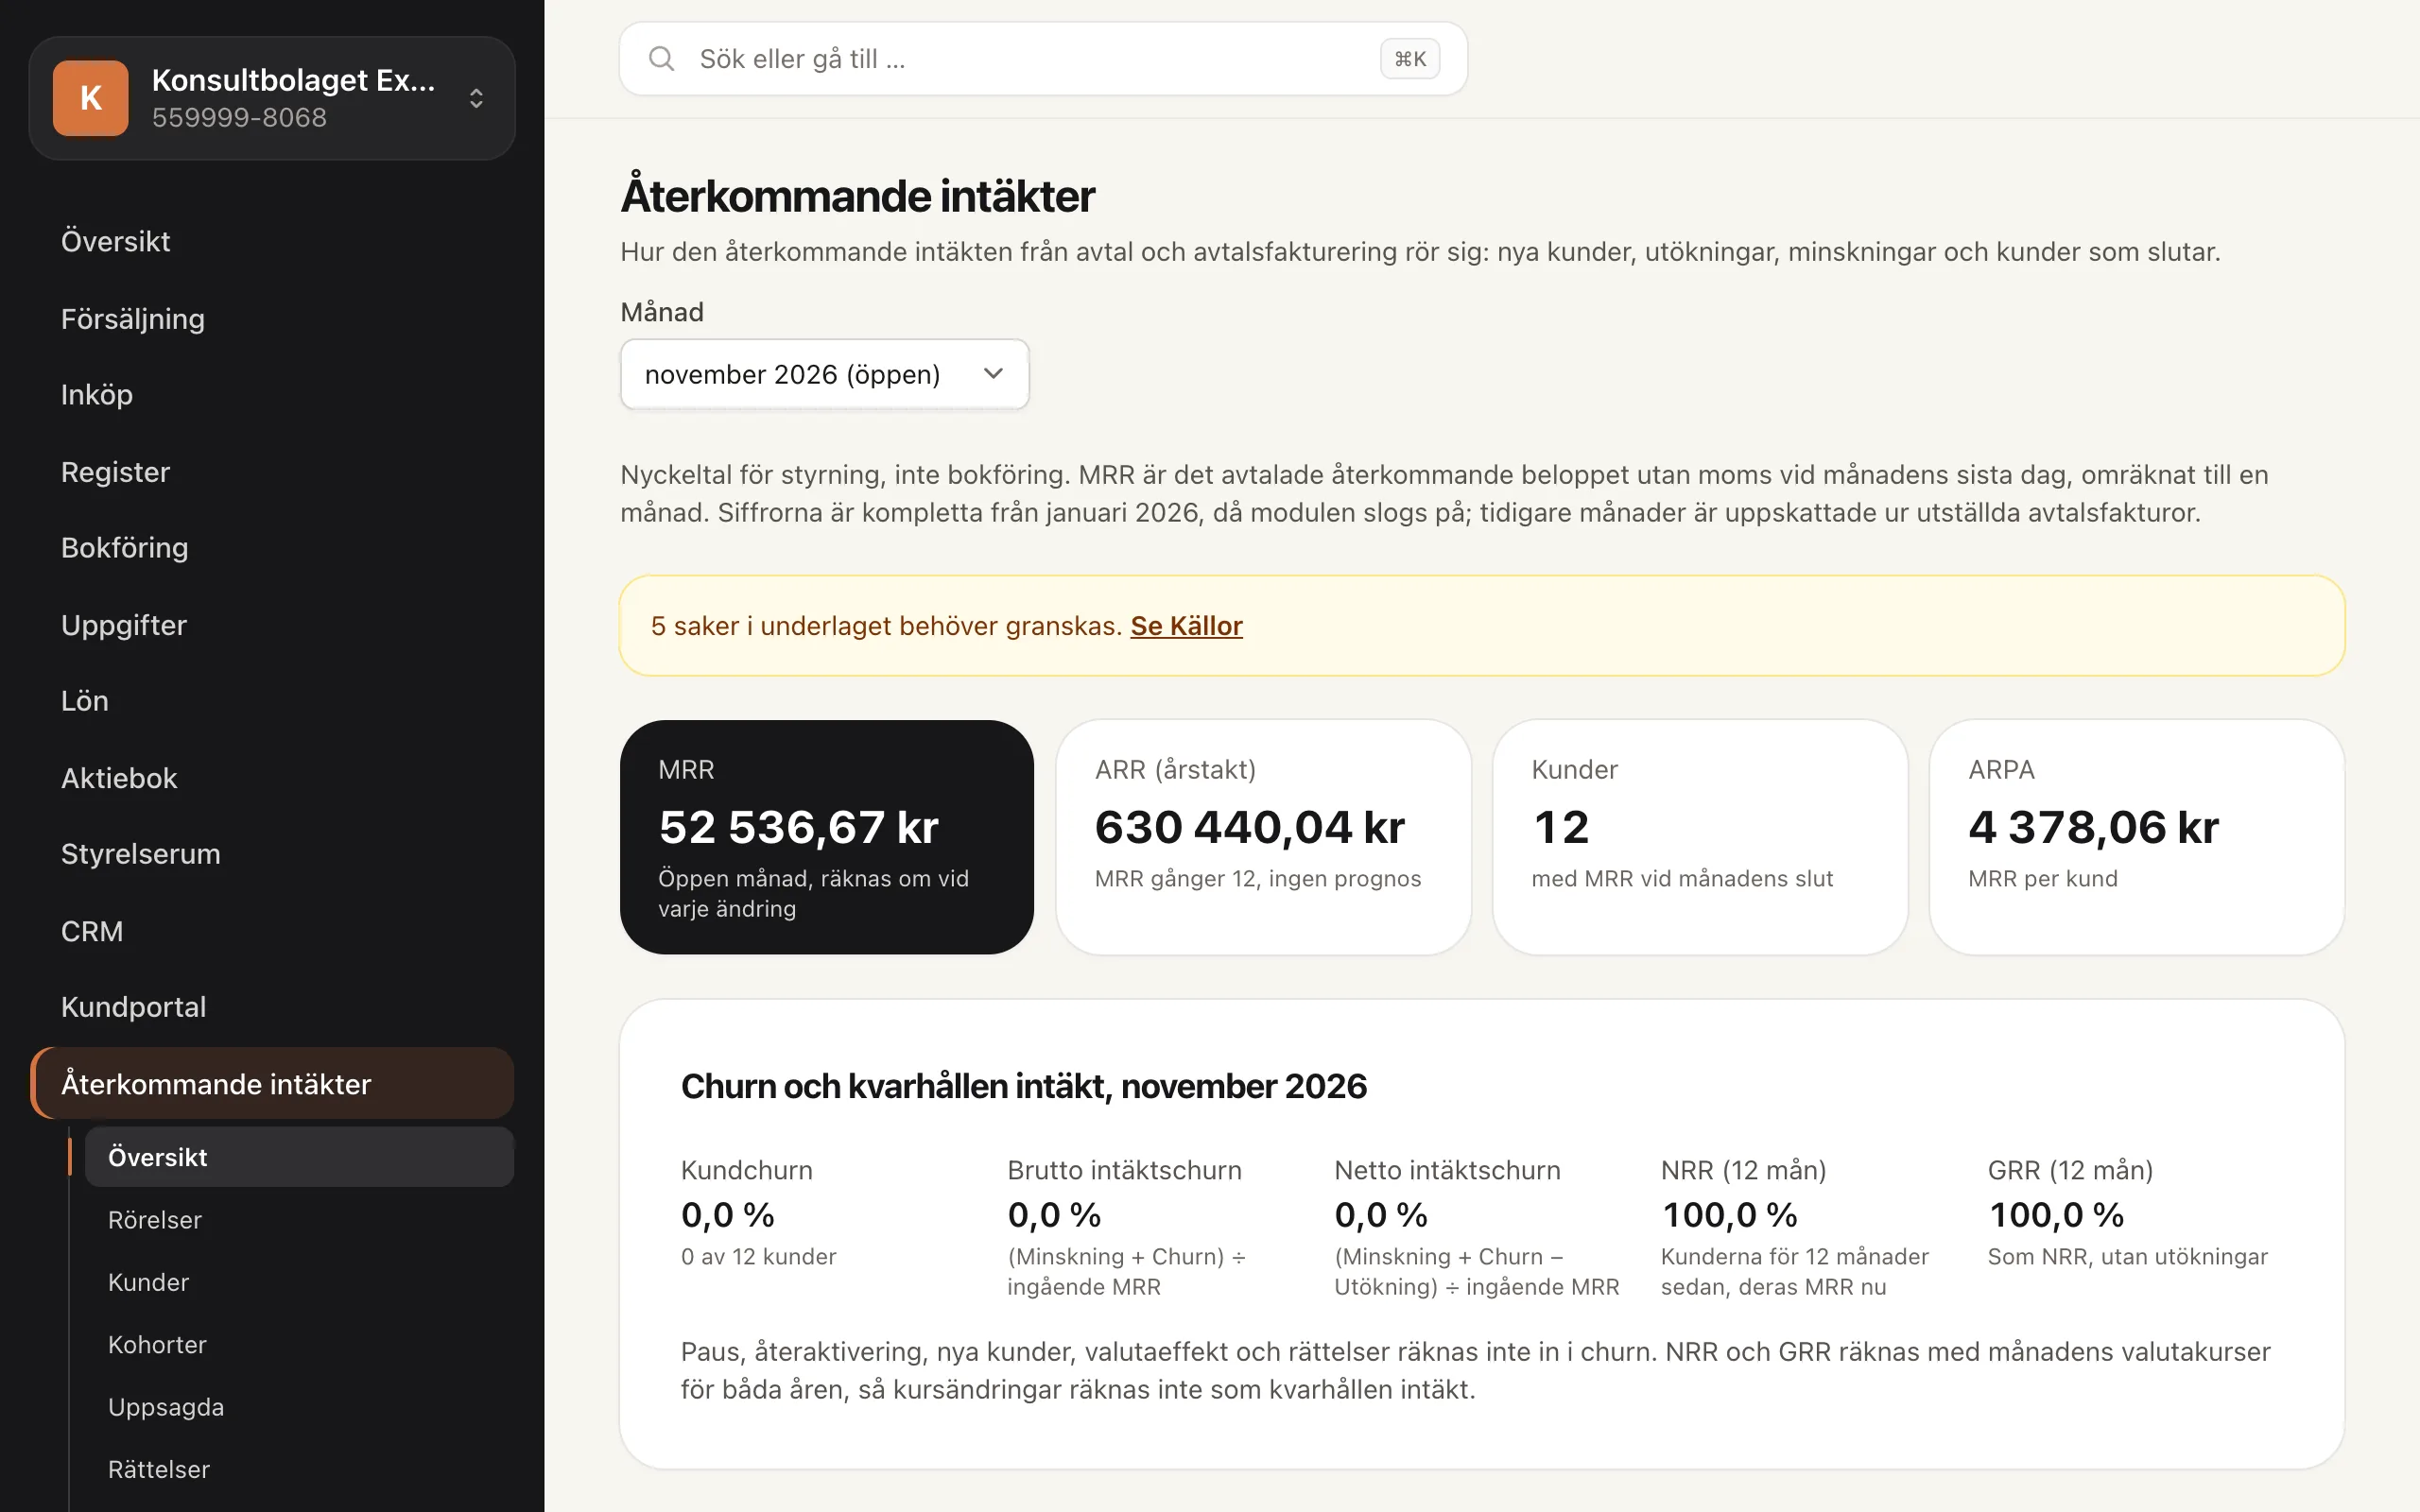 K
Konsultbolaget Ex...
559999-8068
Översikt
Försäljning
Inköp
Register
Bokföring
Uppgifter
Lön
Aktiebok
Styrelserum
CRM
Kundportal
Återkommande intäkter
Översikt
Rörelser
Kunder
Kohorter
Uppsagda
Rättelser
Sök eller gå till ...
⌘K
Återkommande intäkter
Hur den återkommande intäkten från avtal och avtalsfakturering rör sig: nya kunder, utökningar, minskningar och kunder som slutar.
Månad
november 2026 (öppen)
Nyckeltal för styrning, inte bokföring. MRR är det avtalade återkommande beloppet utan moms vid månadens sista dag, omräknat till en
månad. Siffrorna är kompletta från januari 2026, då modulen slogs på; tidigare månader är uppskattade ur utställda avtalsfakturor.
5 saker i underlaget behöver granskas. Se Källor
MRR
52 536,67 kr
Öppen månad, räknas om vid
varje ändring
ARR (årstakt)
630 440,04 kr
MRR gånger 12, ingen prognos
Kunder
12
med MRR vid månadens slut
ARPA
4 378,06 kr
MRR per kund
Churn och kvarhållen intäkt, november 2026
Kundchurn
0,0 %
0 av 12 kunder
Brutto intäktschurn
0,0 %
(Minskning + Churn) ÷
ingående MRR
Netto intäktschurn
0,0 %
(Minskning + Churn −
Utökning) ÷ ingående MRR
NRR (12 mån)
100,0 %
Kunderna för 12 månader
sedan, deras MRR nu
GRR (12 mån)
100,0 %
Som NRR, utan utökningar
Paus, återaktivering, nya kunder, valutaeffekt och rättelser räknas inte in i churn. NRR och GRR räknas med månadens valutakurser
för båda åren, så kursändringar räknas inte som kvarhållen intäkt.